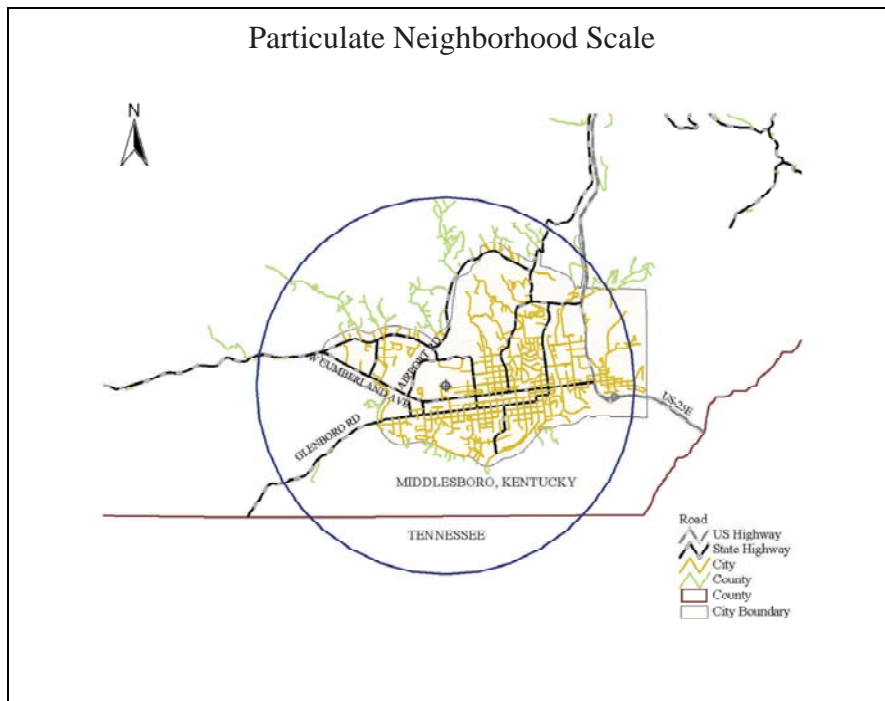 Particulate Neighborhood Scale
N
AIRPORT RD
W CUMBERLAND AVE
US 25E
GLENBORO RD
MIDDLESBORO, KENTUCKY
TENNESSEE
Road
US Highway
State Highway
City
County
County
City Boundary